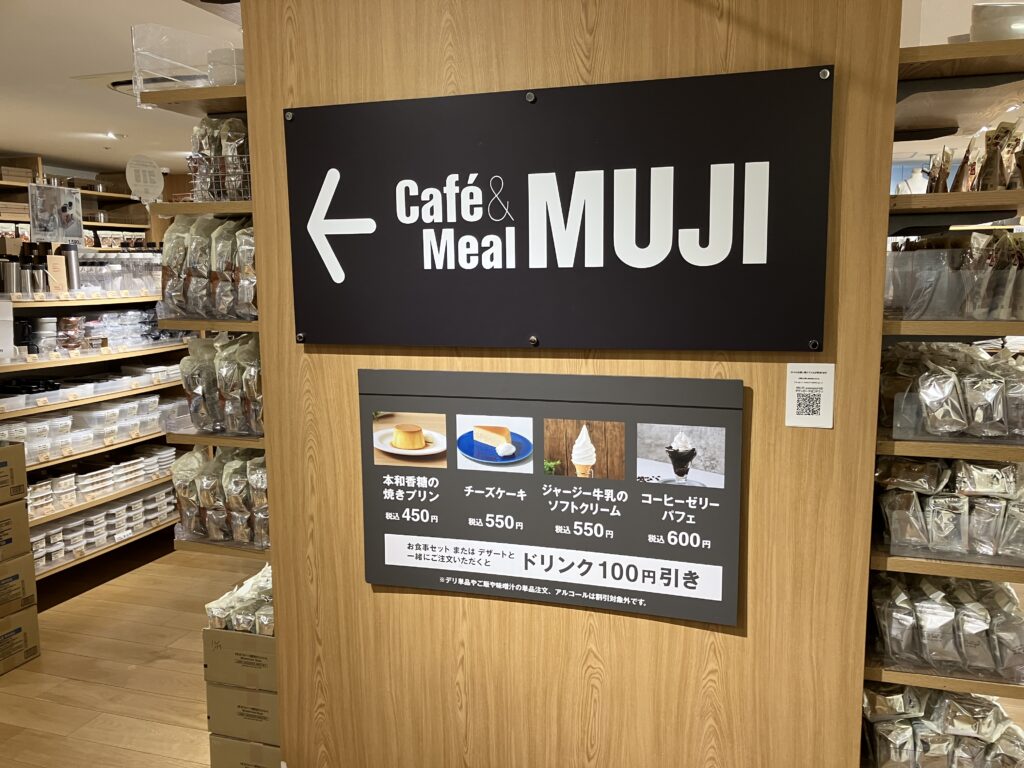 Café &
Meal
MUJI
本和香糖の
焼きプリン
税込 450円
チーズケーキ
税込 550円
ジャージー牛乳の
ソフトクリーム
税込 550円
コーヒーゼリー
パフェ
税込 600円
お食事セット または デザートと
一緒にご注文いただくと
ドリンク 100円引き
※デリ単品やご飯や味噌汁の単品注文、アルコールは割引対象外です。